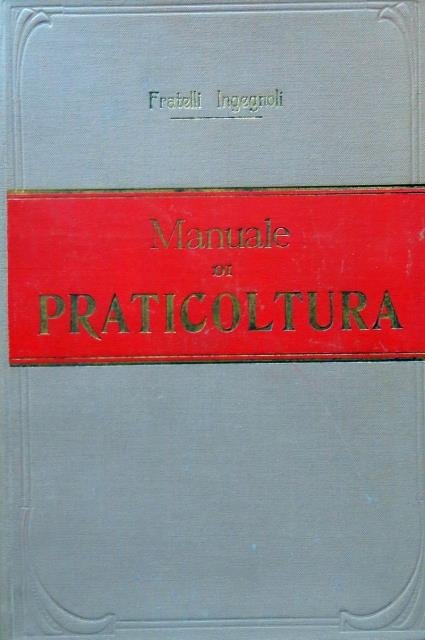 Fratelli Ingegnoli
Manuale
DI
PRATICOLTURA